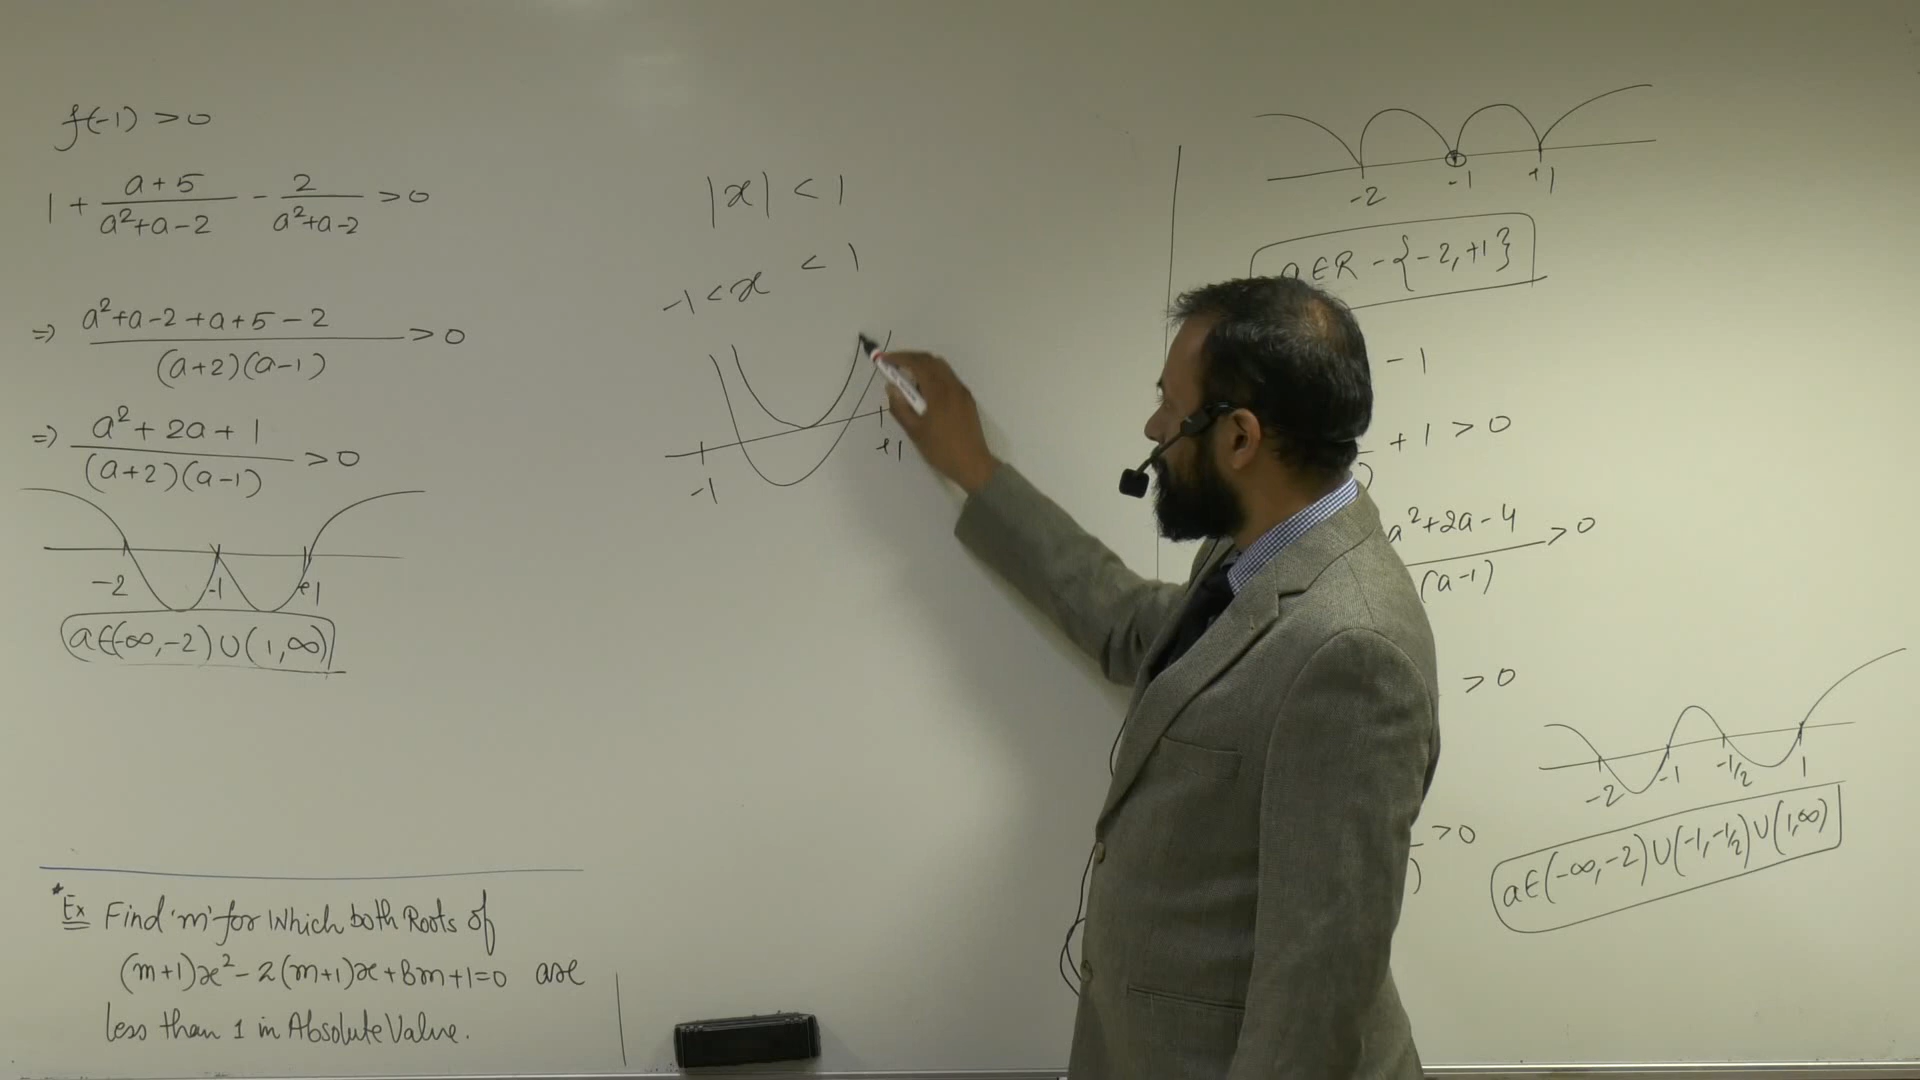 f(-1) > 0
1 + (a+5)/(a²+a-2) - 2/(a²+a-2) > 0
⇒ (a²+a-2+a+5-2)/((a+2)(a-1)) > 0
⇒ (a²+2a+1)/((a+2)(a-1)) > 0
-2 -1 +1
a∈(-∞,-2)∪(1,∞)
*Ex Find 'm' for which both Roots of
(m+1)x²-2(m+1)x+3m+1=0 are
less than 1 in Absolute Value.
|x| < 1
-1 < x < 1
-1 +1
-2 -1 +1
a∈R-{-2,+1}
-1
+1 > 0
a²+2a-4 > 0
(a-1)
> 0
-2 -1 -1/2 1
> 0
a∈(-∞,-2)∪(-1,-1/2)∪(1,∞)